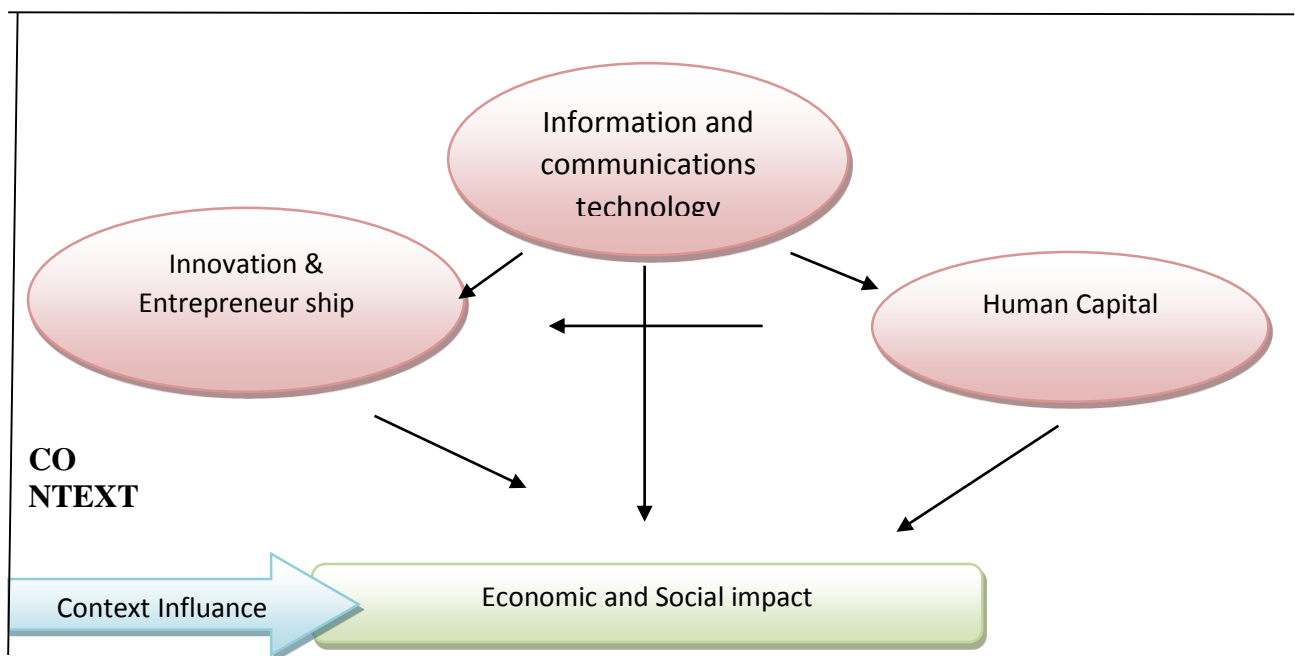 Information and
communications
technology
Innovation &
Entrepreneur ship
Human Capital
CO
NTEXT
Context Influance
Economic and Social impact